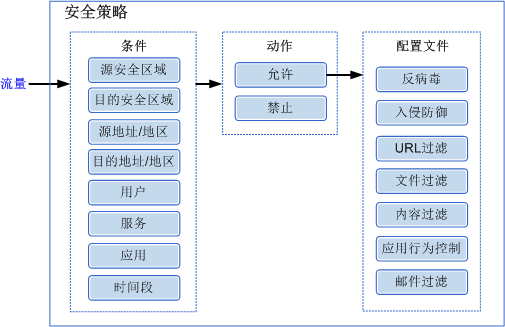 安全策略
流量
条件
源安全区域
目的安全区域
源地址/地区
目的地址/地区
用户
服务
应用
时间段
动作
允许
禁止
配置文件
反病毒
入侵防御
URL过滤
文件过滤
内容过滤
应用行为控制
邮件过滤